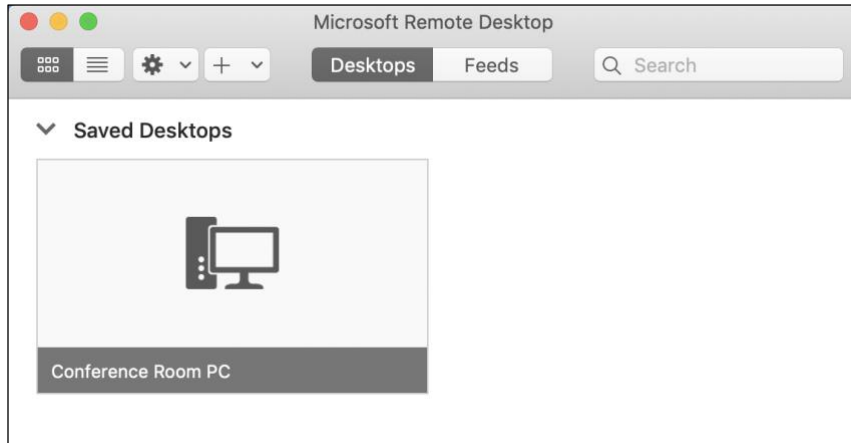 Microsoft Remote Desktop
Desktops Feeds Search
Saved Desktops
Conference Room PC